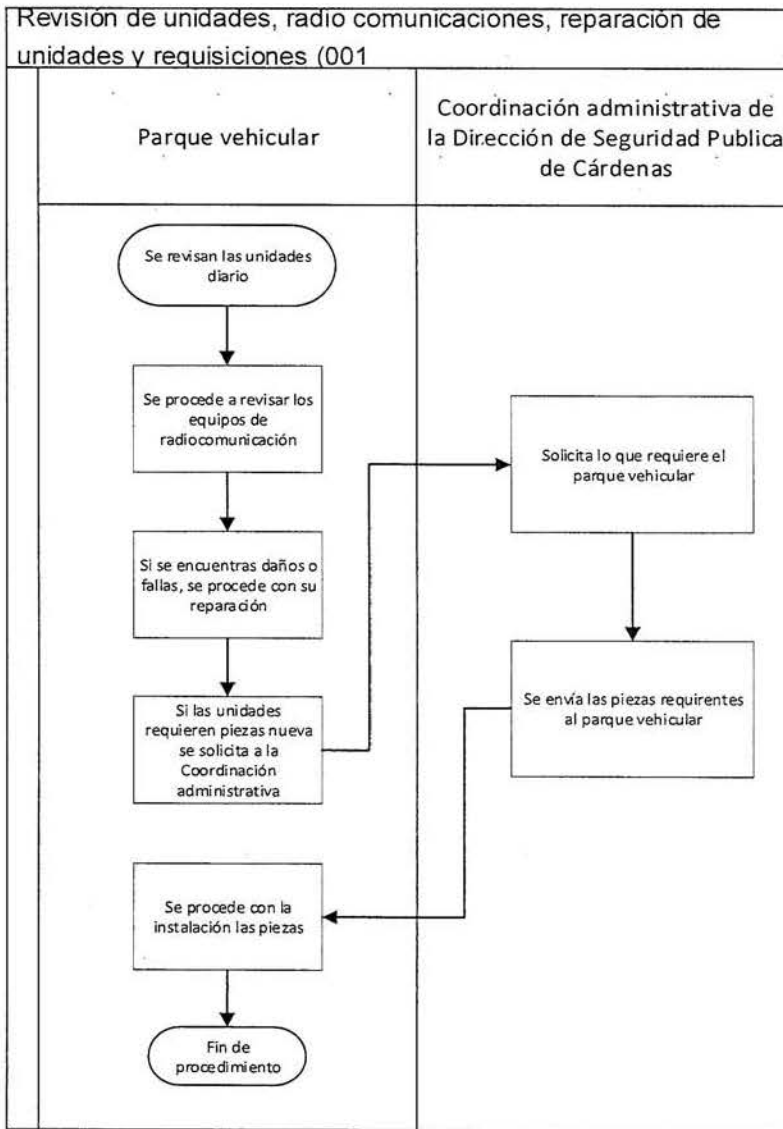 Revisión de unidades, radio comunicaciones, reparación de
unidades y requisiciones (001
Parque vehicular
Coordinación administrativa de
la Dirección de Seguridad Publica
de Cárdenas
Se revisan las unidades
diario
Se procede a revisar los
equipos de
radiocomunicación
Si se encuentras daños o
fallas, se procede con su
reparación
Si las unidades
requieren piezas nueva
se solicita a la
Coordinación
administrativa
Solicita lo que requiere el
parque vehicular
Se envía las piezas requirentes
al parque vehicular
Se procede con la
instalación las piezas
Fin de
procedimiento